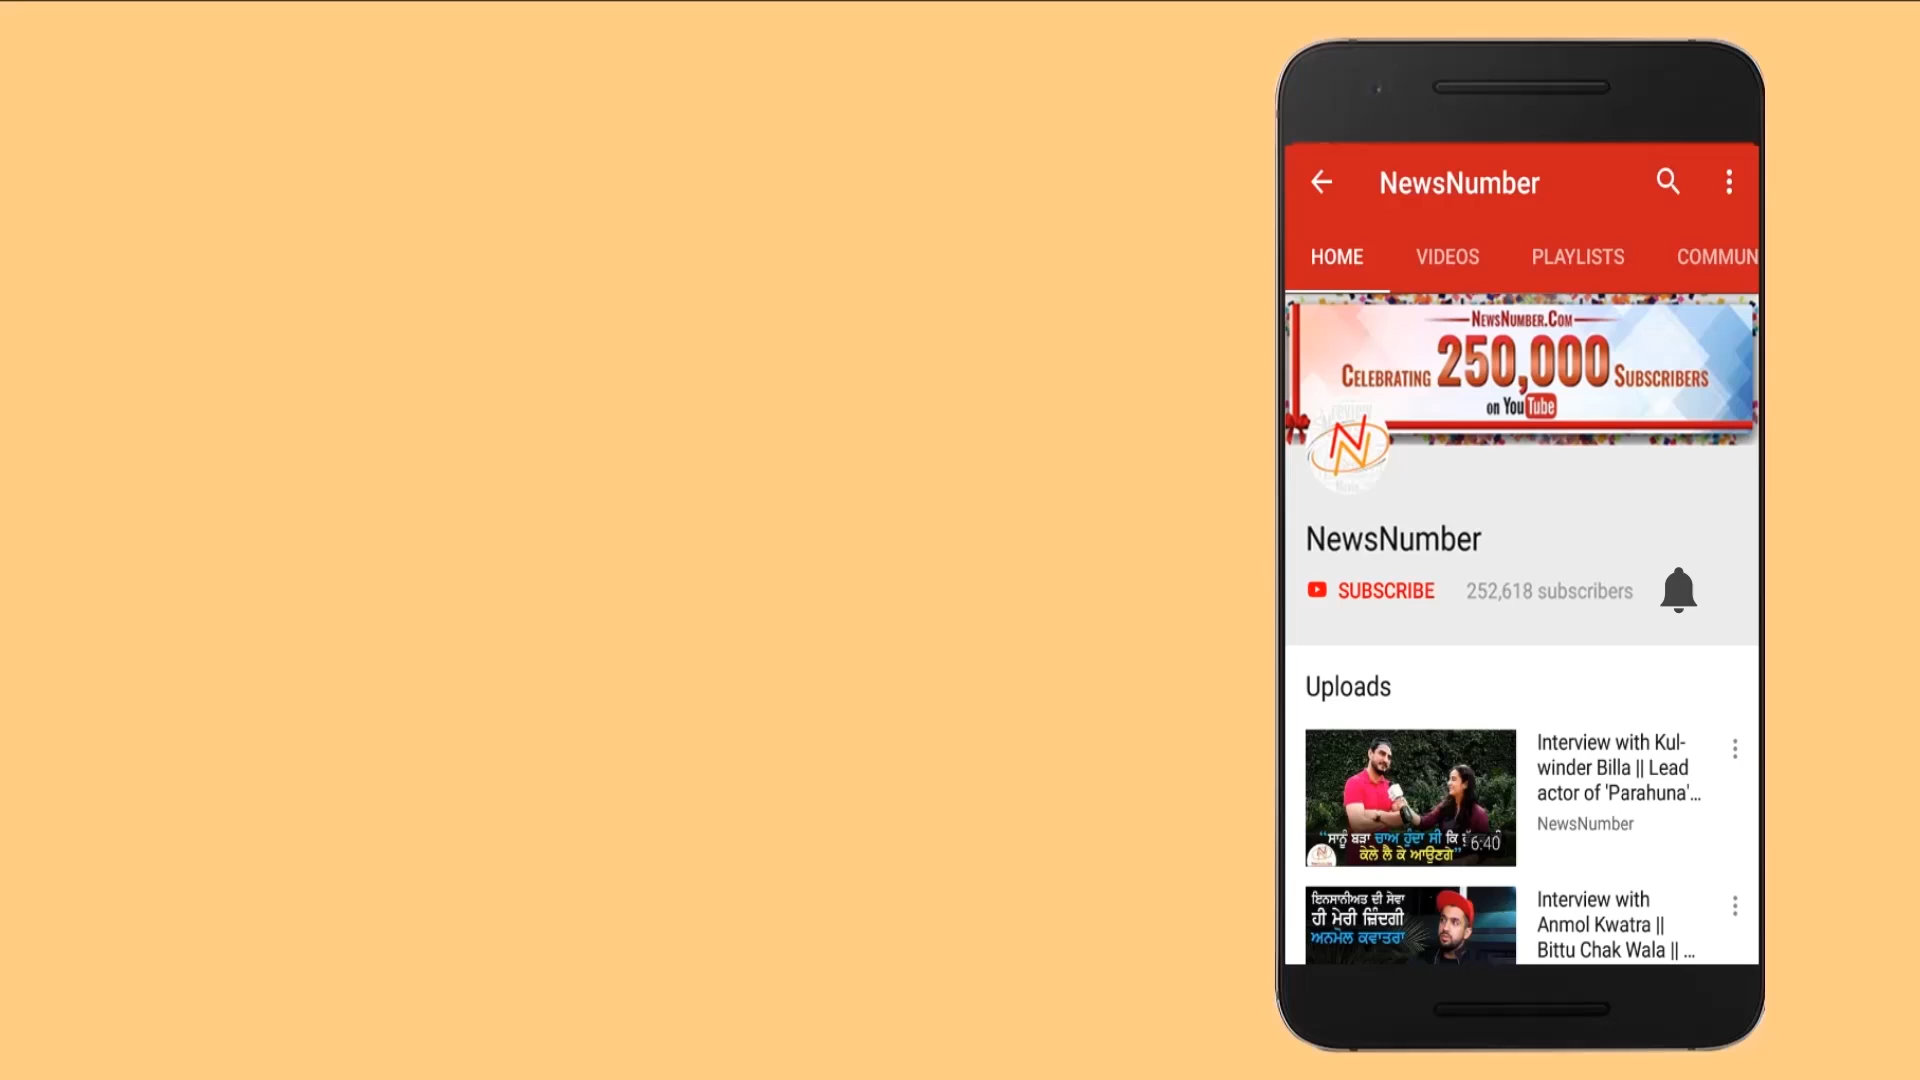 NewsNumber
HOME VIDEOS PLAYLISTS COMMUN
NEWSNUMBER.COM
CELEBRATING 250,000 SUBSCRIBERS
on YouTube
NewsNumber
SUBSCRIBE 252,618 subscribers
Uploads
Interview with Kul-
winder Billa || Lead
actor of 'Parahuna'...
NewsNumber
“ਸਾਨੂੰ ਬੜਾ ਚਾਅ ਹੁੰਦਾ ਸੀ ਕਿ
6:40
ਕੇਲੇ ਲੈ ਕੇ ਆਉਣਗੇ”
ਇਨਸਾਨੀਅਤ ਦੀ ਸੇਵਾ
ਹੀ ਮੇਰੀ ਜ਼ਿੰਦਗੀ
ਅਨਮੋਲ ਕਵਾਤਰਾ
Interview with
Anmol Kwatra ||
Bittu Chak Wala || ...